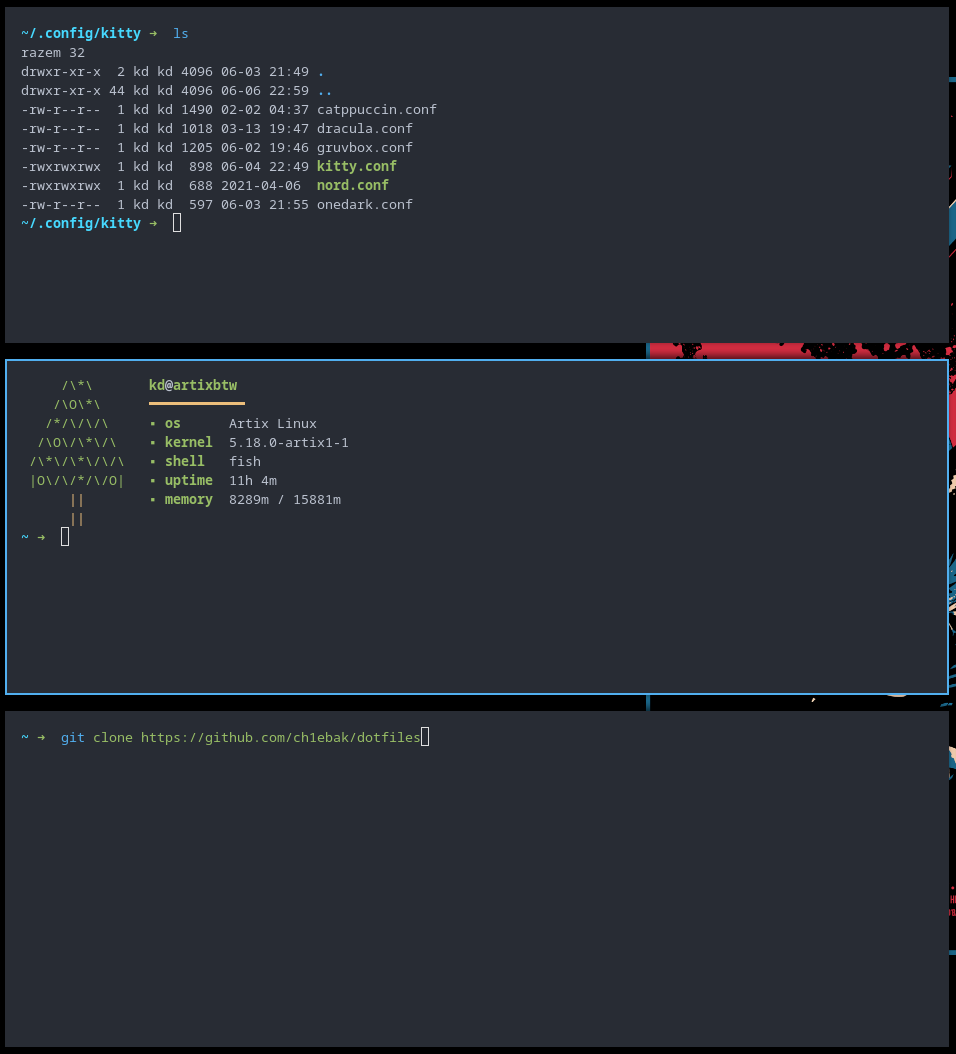 ~/.config/kitty ➜  ls
razem 32
drwxr-xr-x  2 kd kd 4096 06-03 21:49 .
drwxr-xr-x 44 kd kd 4096 06-06 22:59 ..
-rw-r--r--  1 kd kd 1490 02-02 04:37 catppuccin.conf
-rw-r--r--  1 kd kd 1018 03-13 19:47 dracula.conf
-rw-r--r--  1 kd kd 1205 06-02 19:46 gruvbox.conf
-rwxrwxrwx  1 kd kd  898 06-04 22:49 kitty.conf
-rwxrwxrwx  1 kd kd  688 2021-04-06  nord.conf
-rw-r--r--  1 kd kd  597 06-03 21:55 onedark.conf
~/.config/kitty ➜
     /\*\       kd@artixbtw
    /\O\*\
   /*/\/\/\     ▪ os      Artix Linux
  /\O\/\*\/\    ▪ kernel  5.18.0-artix1-1
 /\*\/\*\/\/\   ▪ shell   fish
 |O\/\/*/\/O|   ▪ uptime  11h 4m
      ||        ▪ memory  8289m / 15881m
      ||
~ ➜
~ ➜  git clone https://github.com/ch1ebak/dotfiles